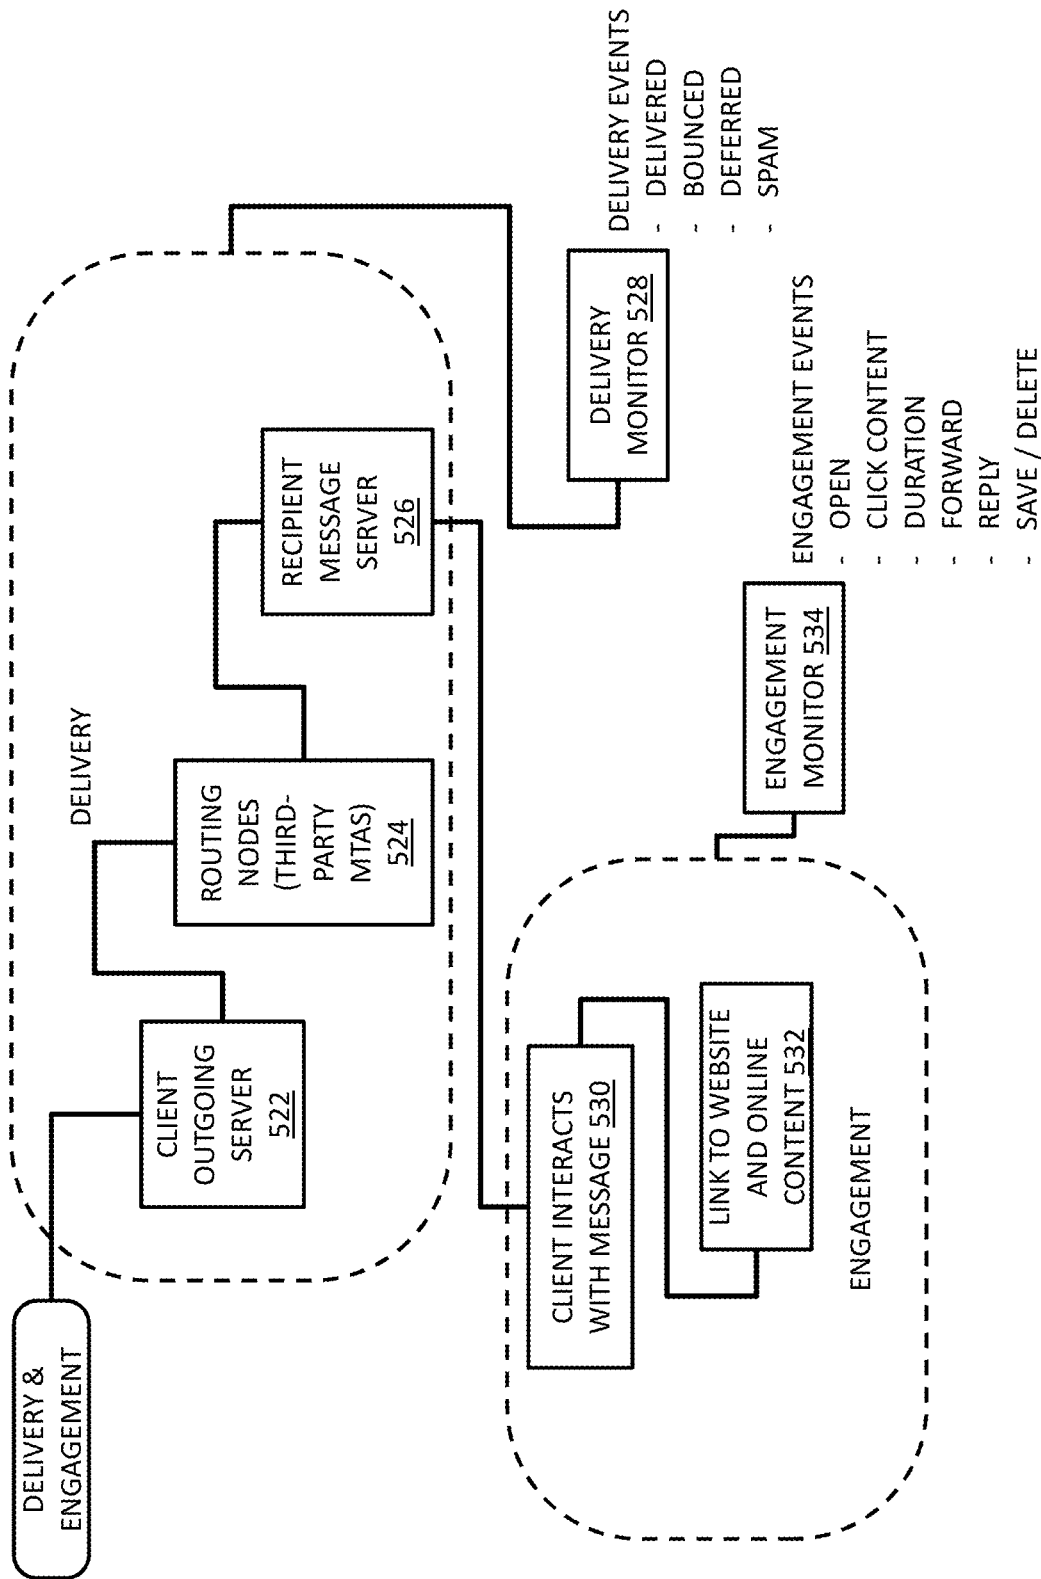 DELIVERY &
ENGAGEMENT
DELIVERY
CLIENT
OUTGOING
SERVER
522
ROUTING
NODES
(THIRD-
PARTY
MTAS)
524
RECIPIENT
MESSAGE
SERVER
526
DELIVERY
MONITOR 528
DELIVERY EVENTS
- DELIVERED
- BOUNCED
- DEFERRED
- SPAM
CLIENT INTERACTS
WITH MESSAGE 530
LINK TO WEBSITE
AND ONLINE
CONTENT 532
ENGAGEMENT
ENGAGEMENT
MONITOR 534
ENGAGEMENT EVENTS
- OPEN
- CLICK CONTENT
- DURATION
- FORWARD
- REPLY
- SAVE / DELETE